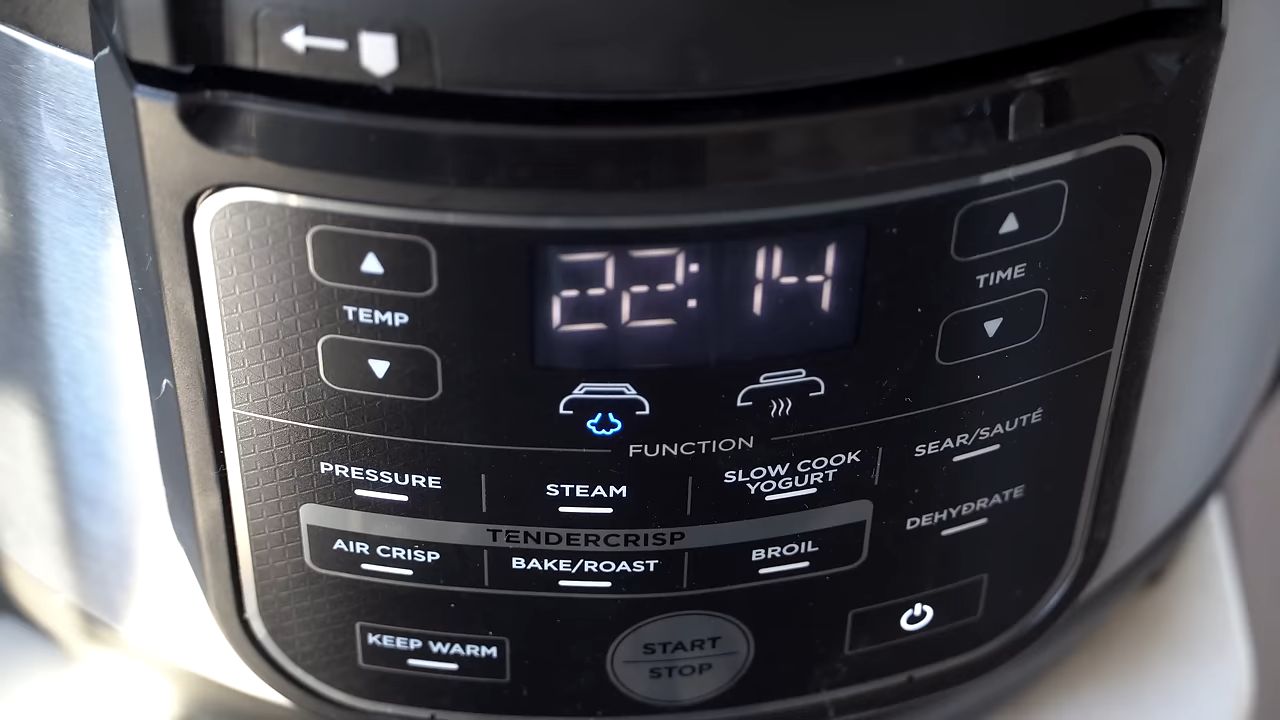 22:14
TEMP
TIME
FUNCTION
PRESSURE
STEAM
SLOW COOK
YOGURT
SEAR/SAUTÉ
TENDERCRISP
AIR CRISP
BAKE/ROAST
BROIL
DEHYDRATE
KEEP WARM
START
STOP